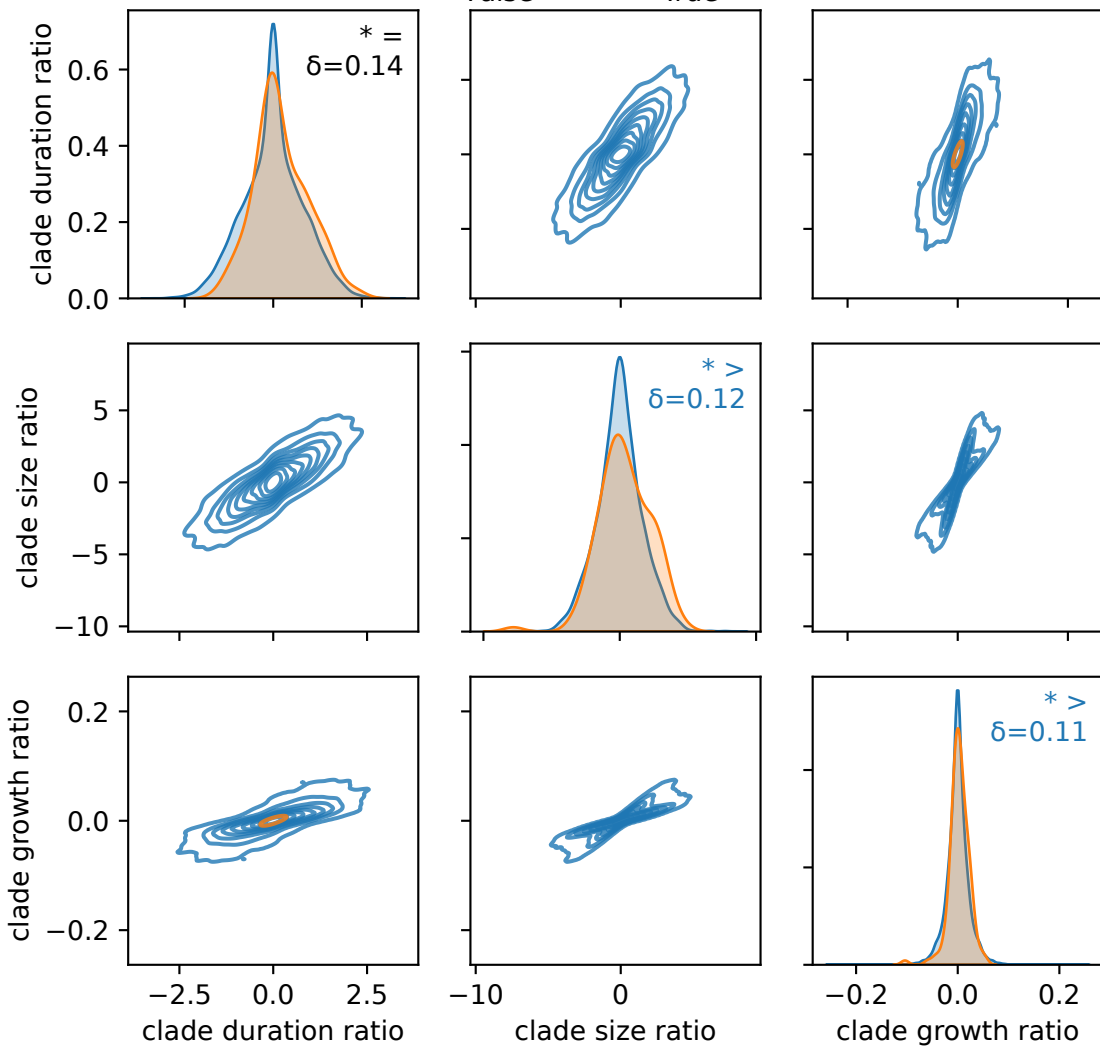 * =
δ=0.14
clade duration ratio
0.6
0.4
0.2
0.0
* >
δ=0.12
clade size ratio
5
0
−5
−10
* >
δ=0.11
clade growth ratio
0.2
0.0
−0.2
−2.5 0.0 2.5
−10 0
−0.2 0.0 0.2
clade duration ratio
clade size ratio
clade growth ratio